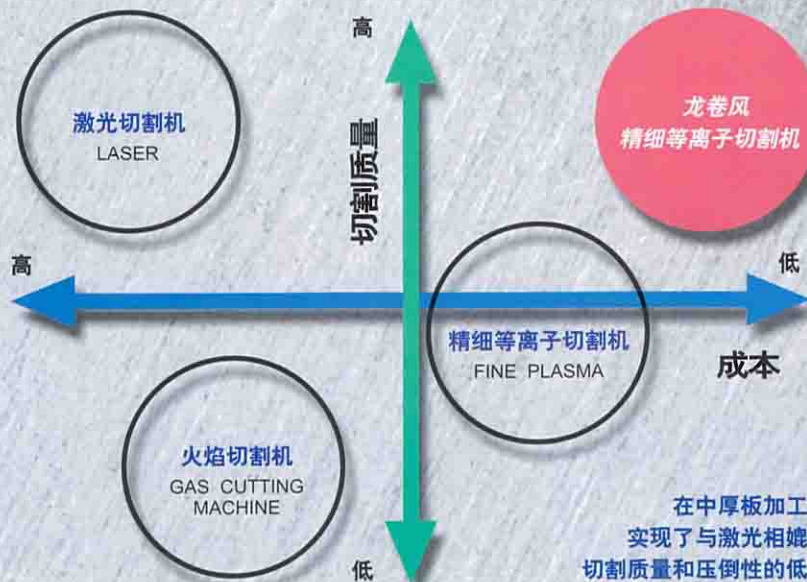 高
激光切割机
LASER
切割质量
龙卷风
精细等离子切割机
高
低
精细等离子切割机
FINE PLASMA
成本
火焰切割机
GAS CUTTING
MACHINE
在中厚板加工
实现了与激光相媲
切割质量和压倒性的低
低